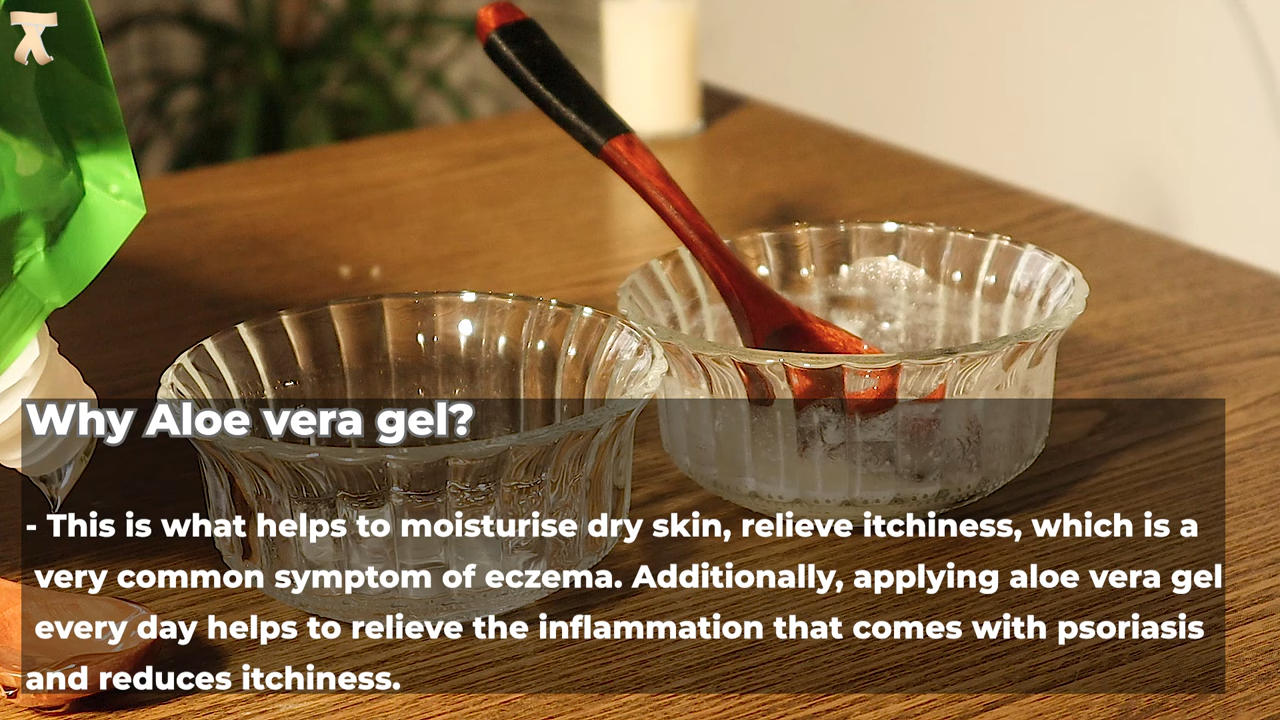 Why Aloe vera gel?
- This is what helps to moisturise dry skin, relieve itchiness, which is a
very common symptom of eczema. Additionally, applying aloe vera gel
every day helps to relieve the inflammation that comes with psoriasis
and reduces itchiness.